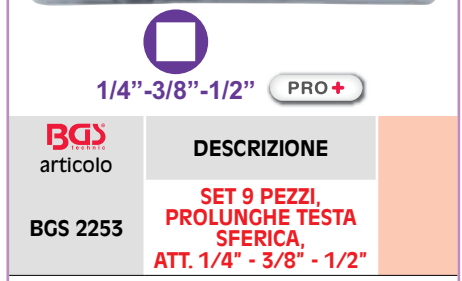 1/4”-3/8”-1/2” PRO+
BGS
technic
articolo
DESCRIZIONE
BGS 2253
SET 9 PEZZI,
PROLUNGHE TESTA
SFERICA,
ATT. 1/4” - 3/8” - 1/2”